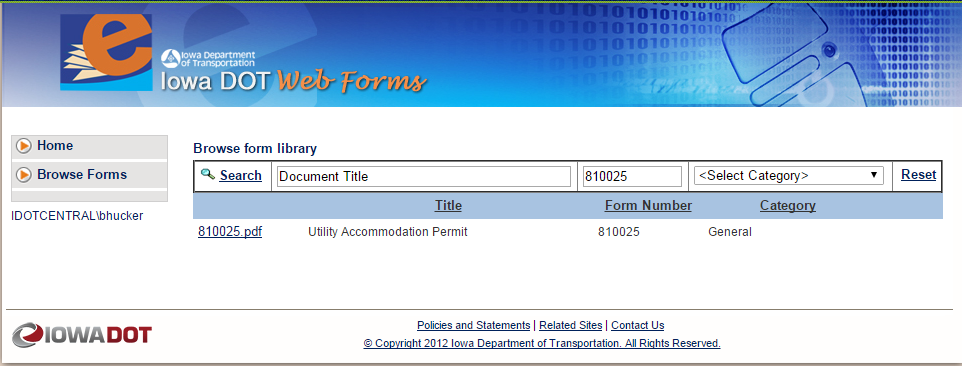 e
Iowa Department
of Transportation
Iowa DOT Web Forms
Home
Browse Forms
IDOTCENTRAL\bhucker
Browse form library
Search Document Title 810025 <Select Category> Reset
Title Form Number Category
810025.pdf Utility Accommodation Permit 810025 General
IOWADOT
Policies and Statements | Related Sites | Contact Us
© Copyright 2012 Iowa Department of Transportation. All Rights Reserved.